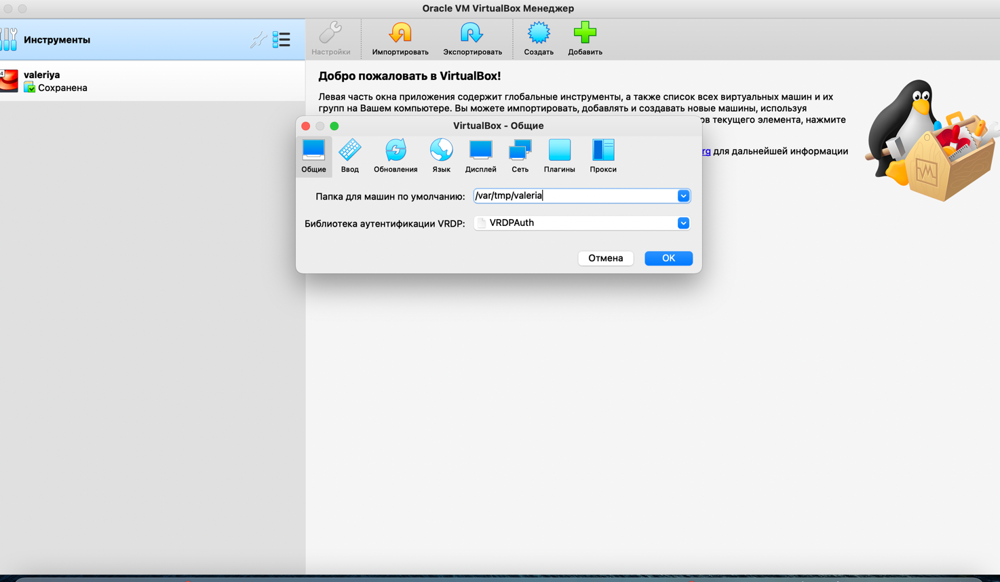 Oracle VM VirtualBox Менеджер
Инструменты
Настройки
Импортировать
Экспортировать
Создать
Добавить
4
valeriya
Сохранена
Добро пожаловать в VirtualBox!
Левая часть окна приложения содержит глобальные инструменты, а также список всех виртуальных машин и их
групп на Вашем компьютере. Вы можете импортировать, добавлять и создавать новые машины, используя
ов текущего элемента, нажмите
rg для дальнейшей информации
VirtualBox - Общие
Общие
Ввод
Обновления
Язык
Дисплей
Сеть
Плагины
Прокси
Папка для машин по умолчанию:
/var/tmp/valeria
Библиотека аутентификации VRDP:
VRDPAuth
Отмена
OK